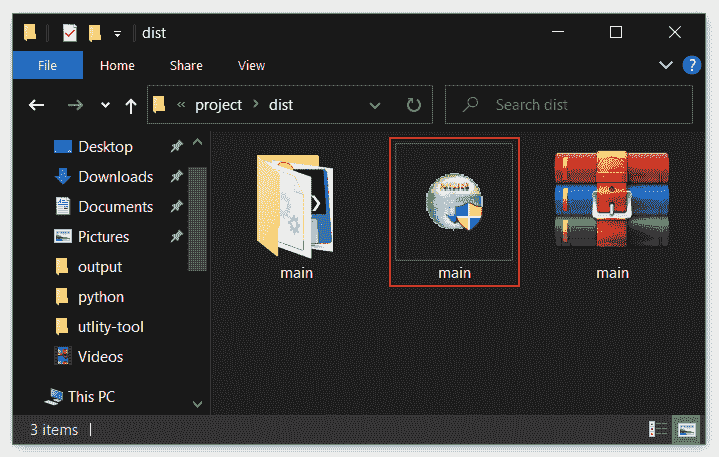 dist
File Home Share View
« project > dist
Search dist
Desktop
Downloads
Documents
Pictures
output
python
utlity-tool
Videos
This PC
main
main
main
3 items